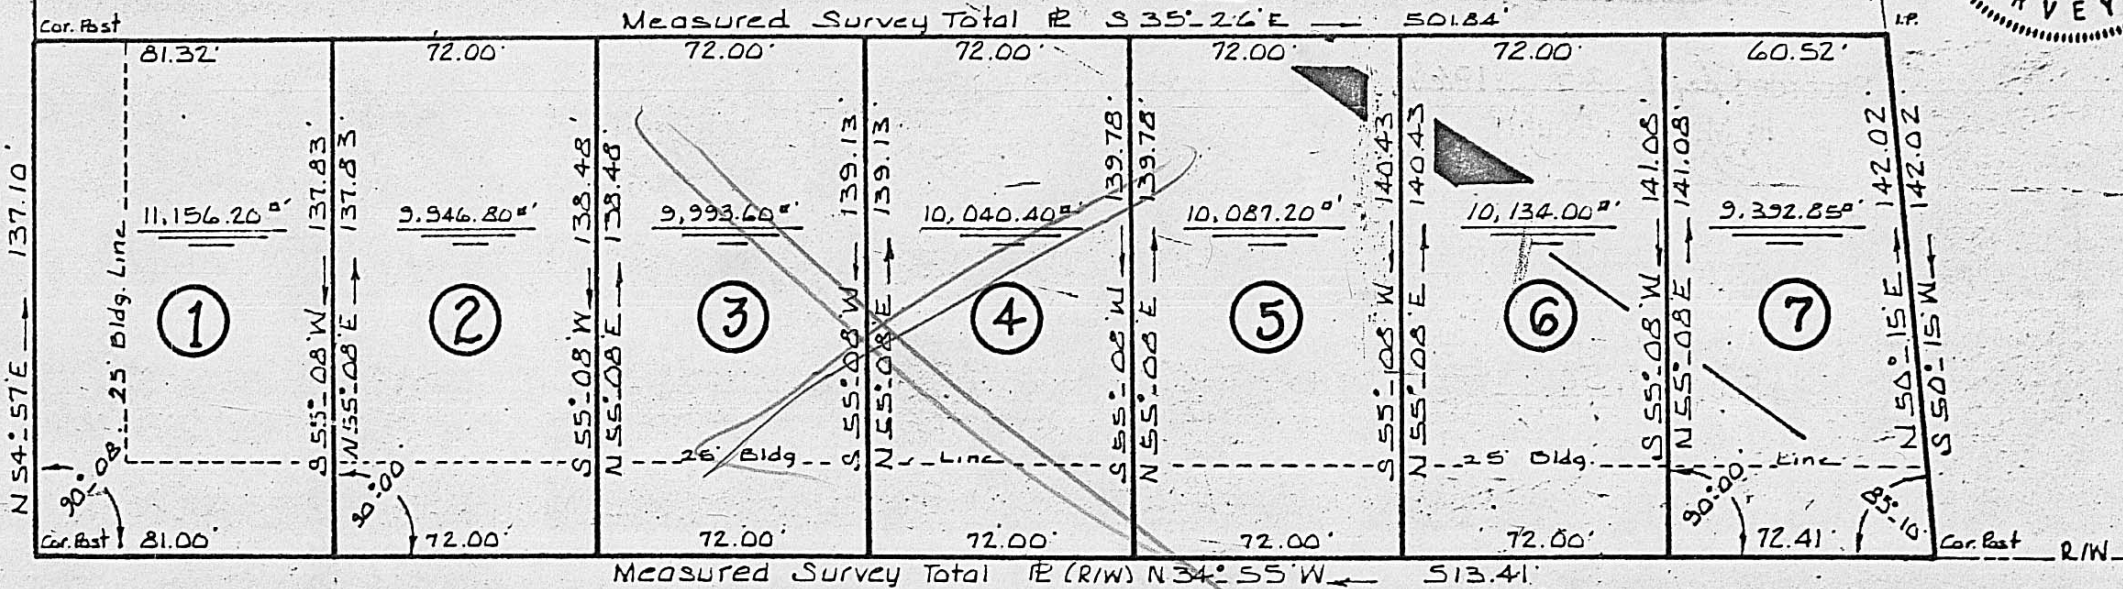 Measured Survey Total PL S 35°-26' E 501.84'
Cor. Post
I.P.
RVEY
81.32' 72.00' 72.00' 72.00' 72.00' 72.00' 60.52'
N 54°-57' E 137.10'
25' Bldg. Line
S 55°-08' W 137.83'
N 55°-08' E 137.83'
S 55°-08' W 138.48'
N 55°-08' E 138.48'
S 55°-08' W 139.13'
N 55°-08' E 139.13'
S 55°-08' W 139.78'
N 55°-08' E 139.78'
S 55°-08' W 140.43
N 55°-08' E 140.43
S 55°-08' W 141.08'
N 55°-08' E 141.08'
N 50°-15' E 142.02'
S 50°-15' W 142.02'
11,156.20 9,946.80 9,993.60 10,040.40 10,087.20 10,134.00 9,392.85
1 2 3 4 5 6 7
25' Bldg. Line 25' Bldg. Line
90°-08' 90°-00' 90°-00' 85°-10'
Cor. Post 81.00' 72.00' 72.00' 72.00' 72.00' 72.00' 72.41' Cor. Post R/W
Measured Survey Total PL (R/W) N 34°-55' W 513.41'